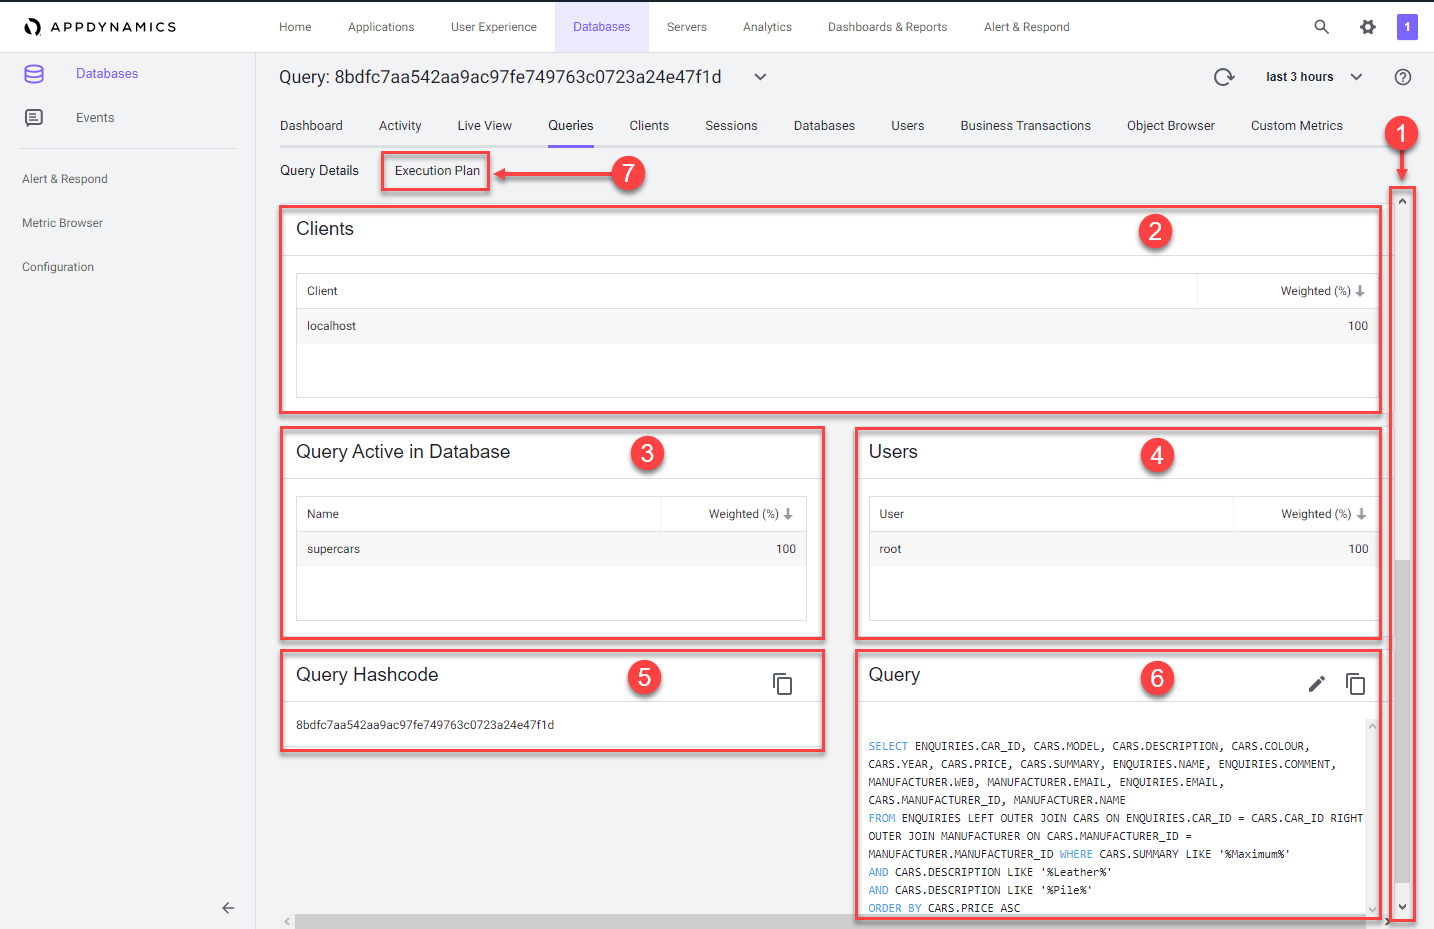 APPDYNAMICS
Home Applications User Experience Databases Servers Analytics Dashboards & Reports Alert & Respond 1
Databases
Events
Alert & Respond
Metric Browser
Configuration
Query: 8bdfc7aa542aa9ac97fe749763c0723a24e47f1d last 3 hours
Dashboard Activity Live View Queries Clients Sessions Databases Users Business Transactions Object Browser Custom Metrics 1
Query Details Execution Plan 7
Clients 2
Client Weighted (%)
localhost 100
Query Active in Database 3
Name Weighted (%)
supercars 100
Users 4
User Weighted (%)
root 100
Query Hashcode 5
8bdfc7aa542aa9ac97fe749763c0723a24e47f1d
Query 6
SELECT ENQUIRIES.CAR_ID, CARS.MODEL, CARS.DESCRIPTION, CARS.COLOUR,
CARS.YEAR, CARS.PRICE, CARS.SUMMARY, ENQUIRIES.NAME, ENQUIRIES.COMMENT,
MANUFACTURER.WEB, MANUFACTURER.EMAIL, ENQUIRIES.EMAIL,
CARS.MANUFACTURER_ID, MANUFACTURER.NAME
FROM ENQUIRIES LEFT OUTER JOIN CARS ON ENQUIRIES.CAR_ID = CARS.CAR_ID RIGHT
OUTER JOIN MANUFACTURER ON CARS.MANUFACTURER_ID =
MANUFACTURER.MANUFACTURER_ID WHERE CARS.SUMMARY LIKE '%Maximum%'
AND CARS.DESCRIPTION LIKE '%Leather%'
AND CARS.DESCRIPTION LIKE '%Pile%'
ORDER BY CARS.PRICE ASC